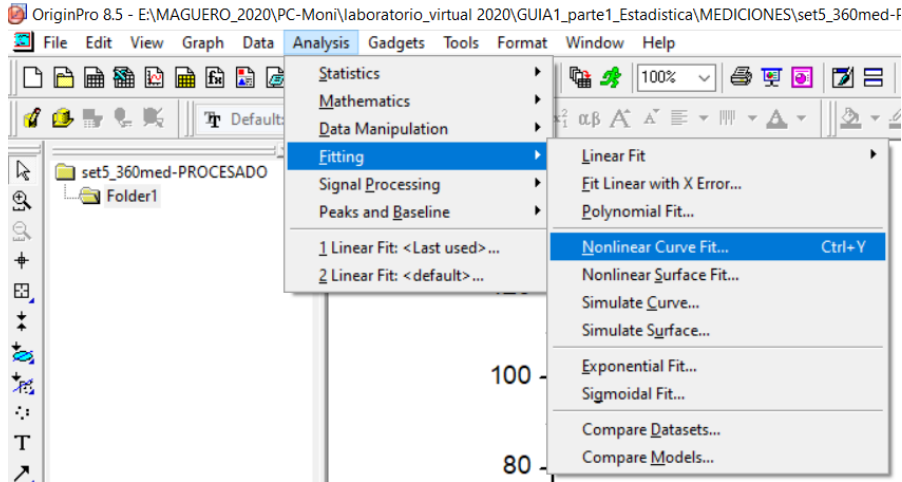 OriginPro 8.5 - E:\MAGUERO_2020\PC-Moni\laboratorio_virtual 2020\GUIA1_parte1_Estadistica\MEDICIONES\set5_360med-P
File Edit View Graph Data Analysis Gadgets Tools Format Window Help
100%
Default:
αβ
Statistics
Mathematics
Data Manipulation
Fitting
Signal Processing
Peaks and Baseline
1 Linear Fit: <Last used>...
2 Linear Fit: <default>...
Linear Fit
Fit Linear with X Error...
Polynomial Fit...
Nonlinear Curve Fit... Ctrl+Y
Nonlinear Surface Fit...
Simulate Curve...
Simulate Surface...
Exponential Fit...
Sigmoidal Fit...
Compare Datasets...
Compare Models...
set5_360med-PROCESADO
Folder1
T
100
80